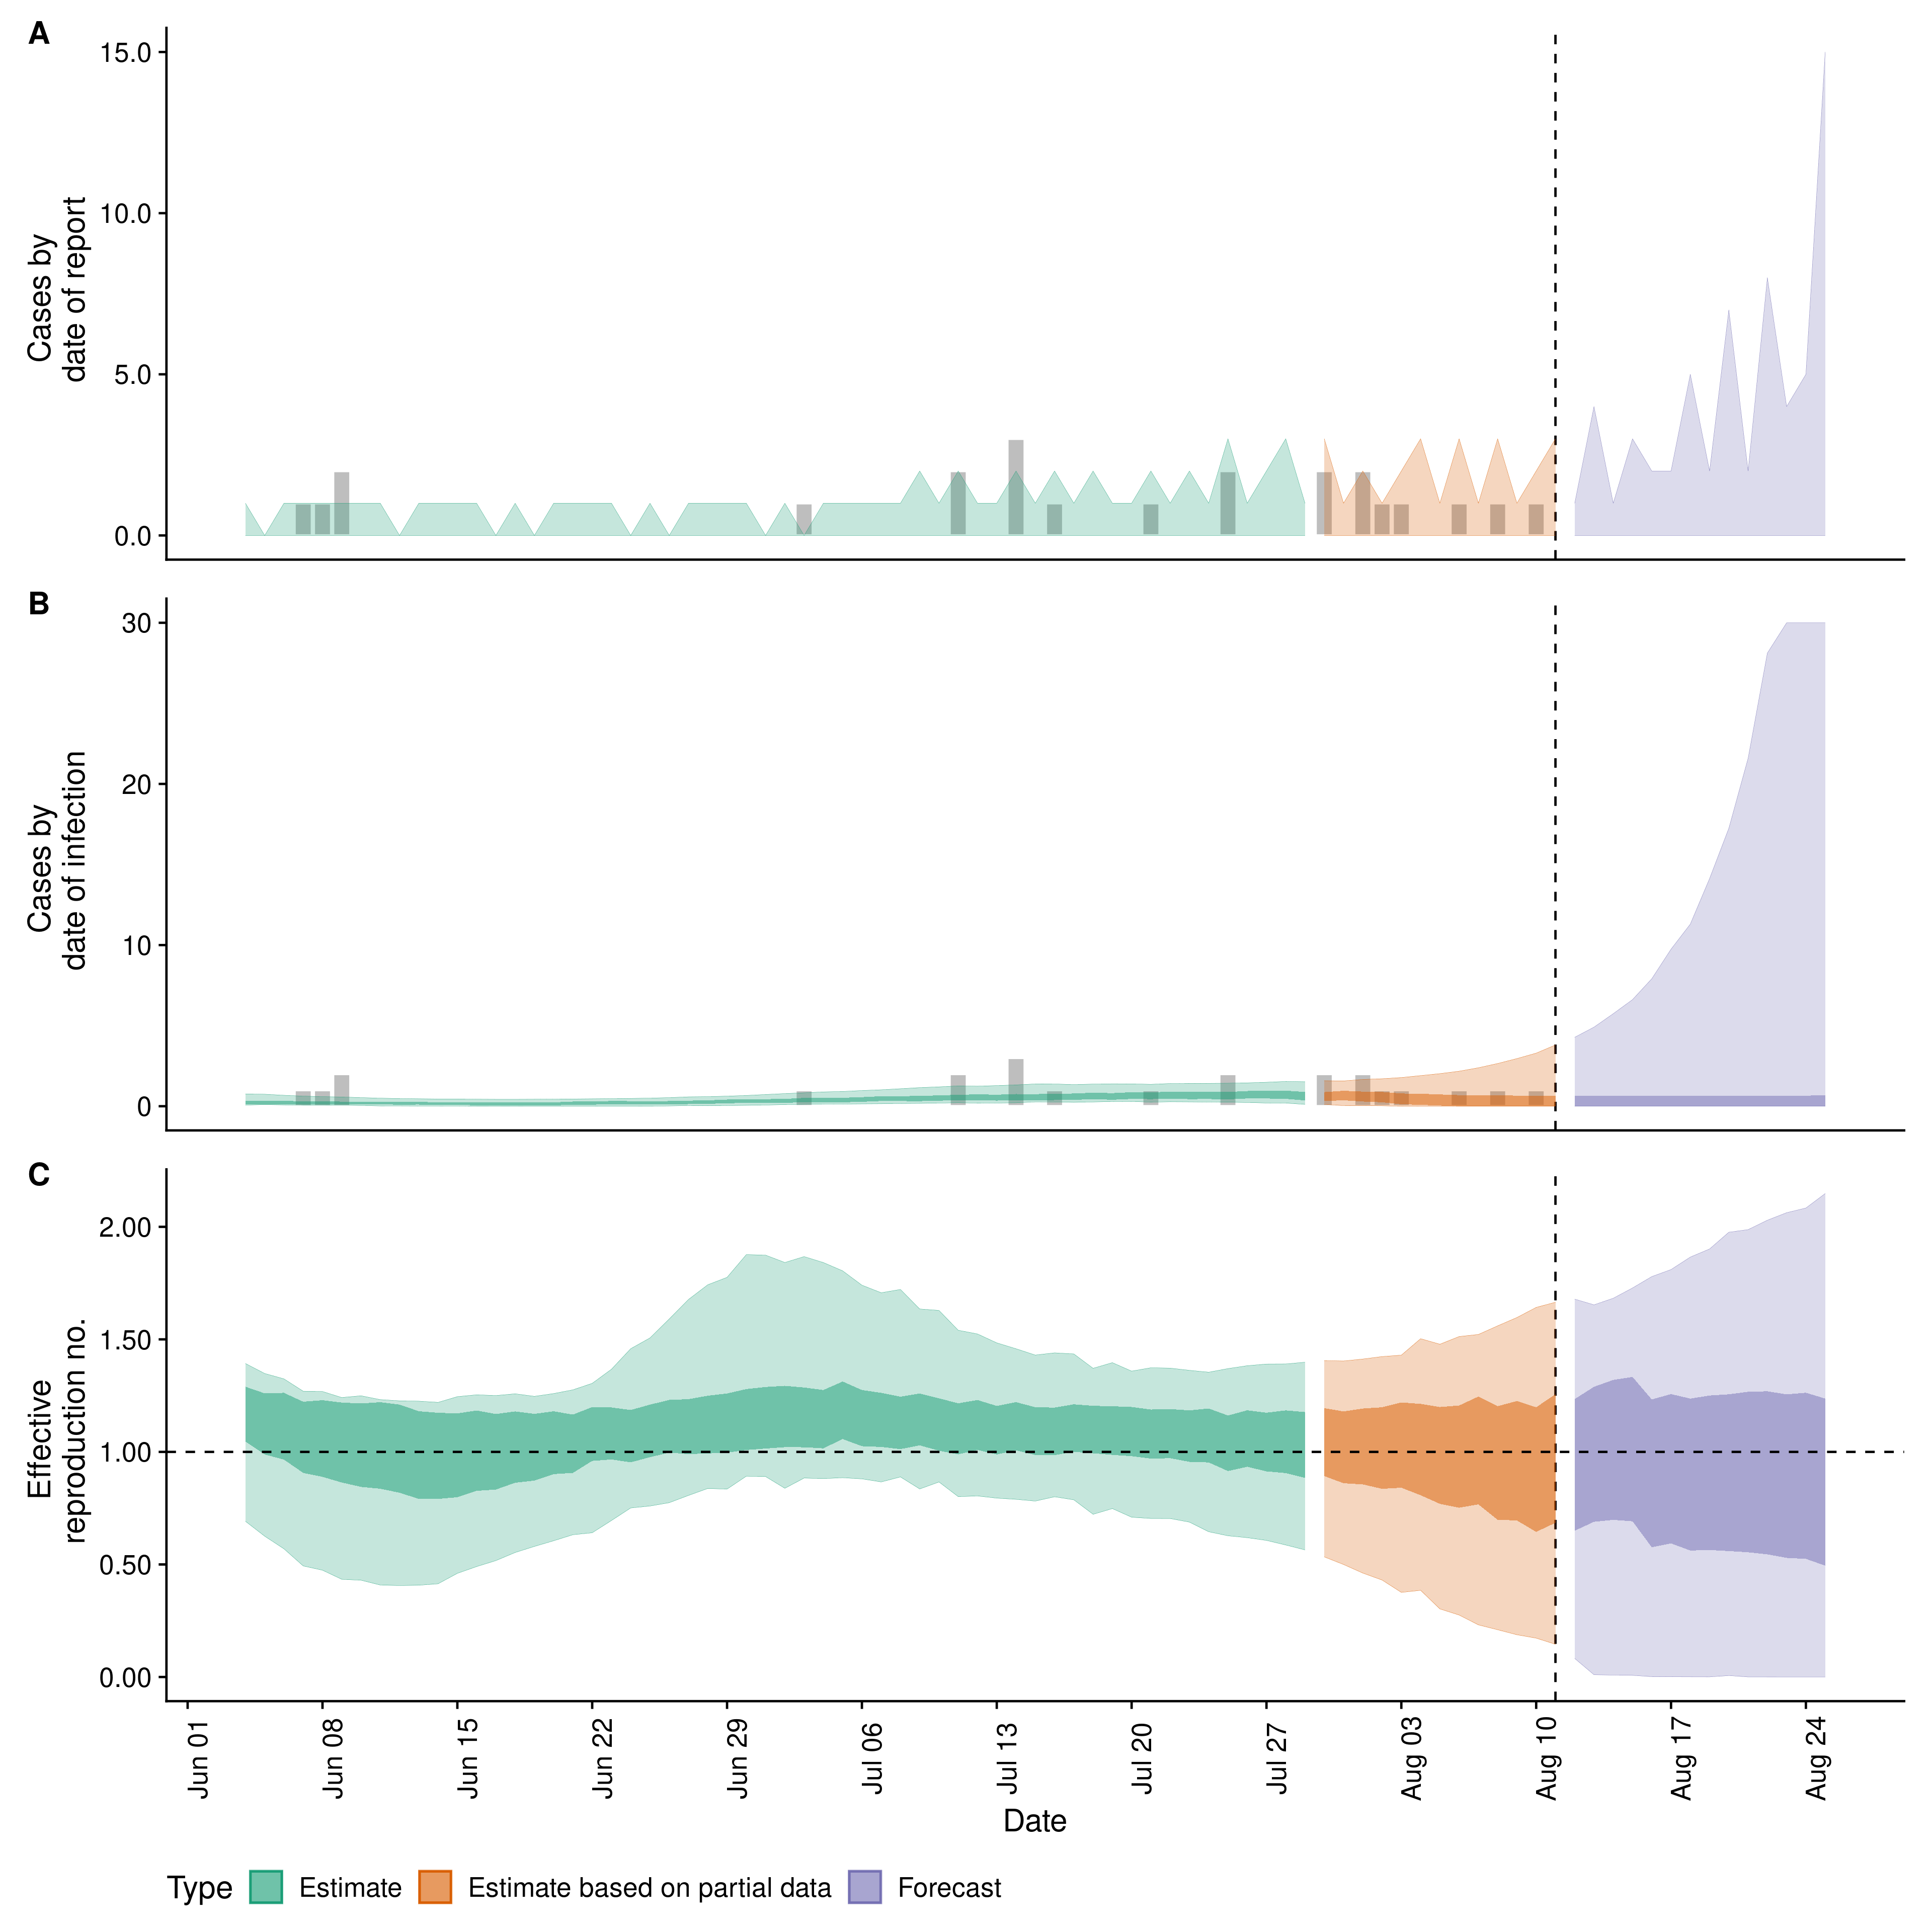 A
Cases by
date of report
15.0
10.0
5.0
0.0
B
Cases by
date of infection
30
20
10
0
C
Effective
reproduction no.
2.00
1.50
1.00
0.50
0.00
Jun 01
Jun 08
Jun 15
Jun 22
Jun 29
Jul 06
Jul 13
Jul 20
Jul 27
Aug 03
Aug 10
Aug 17
Aug 24
Date
Type
Estimate
Estimate based on partial data
Forecast